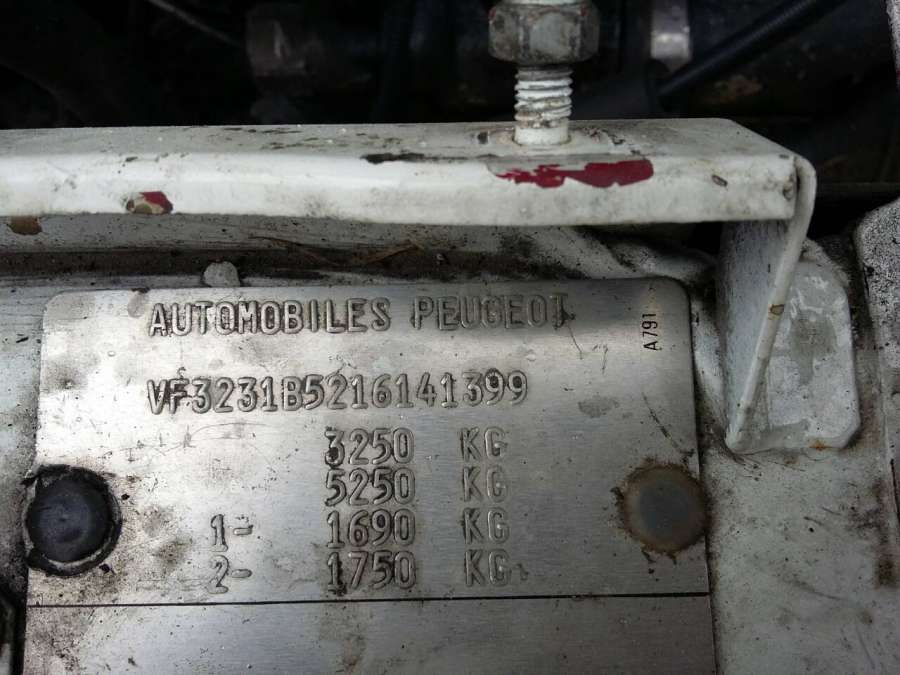 AUTOMOBILES PEUGEOT
A791
VF3231B5216141399
3250 KG
5250 KG
1- 1690 KG
2- 1750 KG